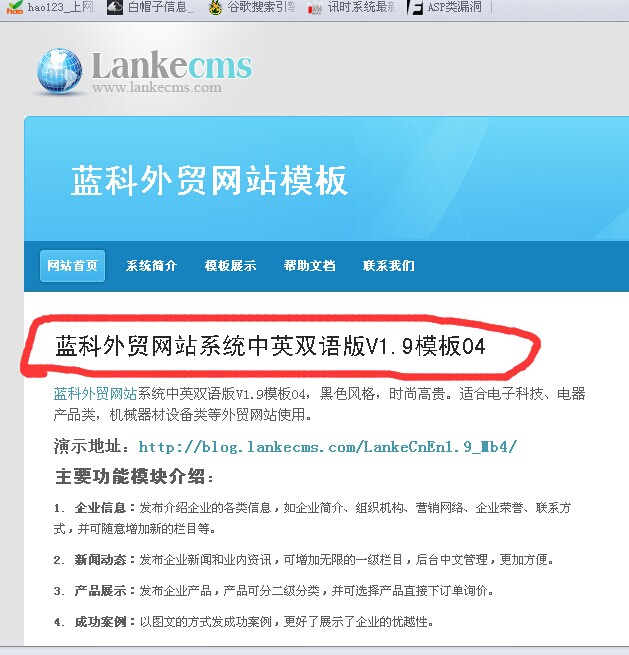 hao123_上网
白帽子信息_
谷歌搜索引擎
讯时系统最新
ASP类漏洞
Lankecms
www.lankecms.com
蓝科外贸网站模板
网站首页 系统简介 模板展示 帮助文档 联系我们
蓝科外贸网站系统中英双语版V1.9模板04
蓝科外贸网站系统中英双语版V1.9模板04，黑色风格，时尚高贵。适合电子科技、电器
产品类，机械器材设备类等外贸网站使用。
演示地址：http://blog.lankecms.com/LankeCnEn1.9_Mb4/
主要功能模块介绍：
1. 企业信息：发布介绍企业的各类信息，如企业简介、组织机构、营销网络、企业荣誉、联系方
式，并可随意增加新的栏目等。
2. 新闻动态：发布企业新闻和业内资讯，可增加无限的一级栏目，后台中文管理，更加方便。
3. 产品展示：发布企业产品，产品可分二级分类，并可选择产品直接下订单询价。
4. 成功案例：以图文的方式发成功案例，更好了展示了企业的优越性。